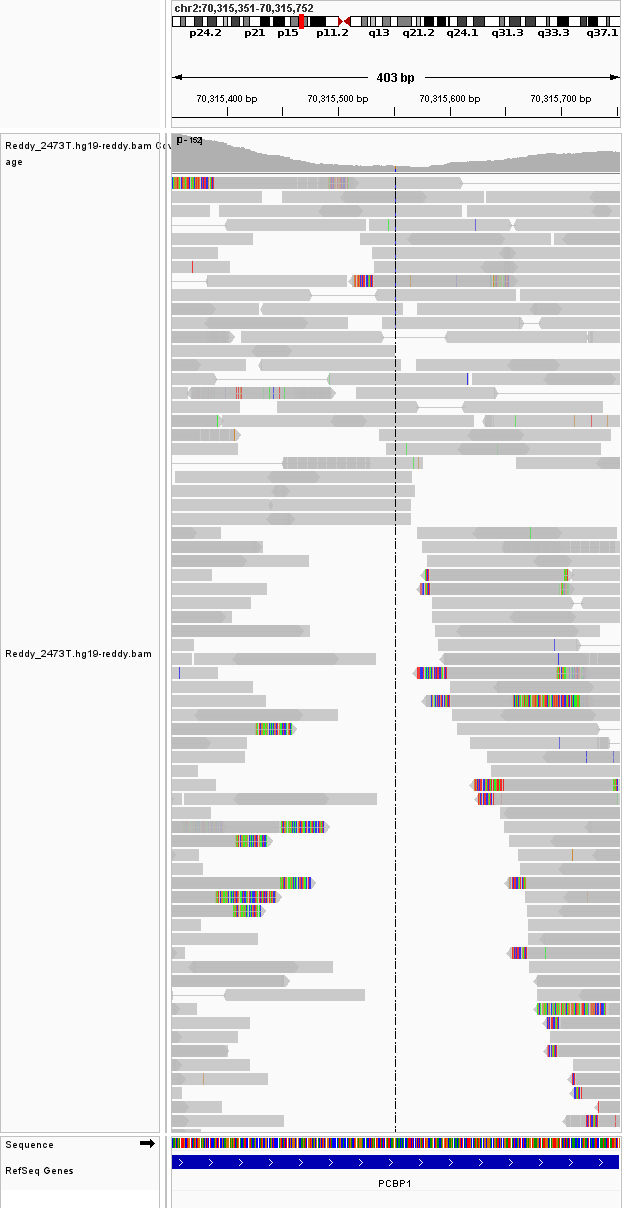 chr2:70,315,351-70,315,752
p24.2 p21 p15 p11.2 q13 q21.2 q24.1 q31.3 q33.3 q37.1
403 bp
70,315,400 bp 70,315,500 bp 70,315,600 bp 70,315,700 bp
Reddy_2473T.hg19-reddy.bam Cov
age
[0 - 152]
Reddy_2473T.hg19-reddy.bam
Sequence
RefSeq Genes
PCBP1